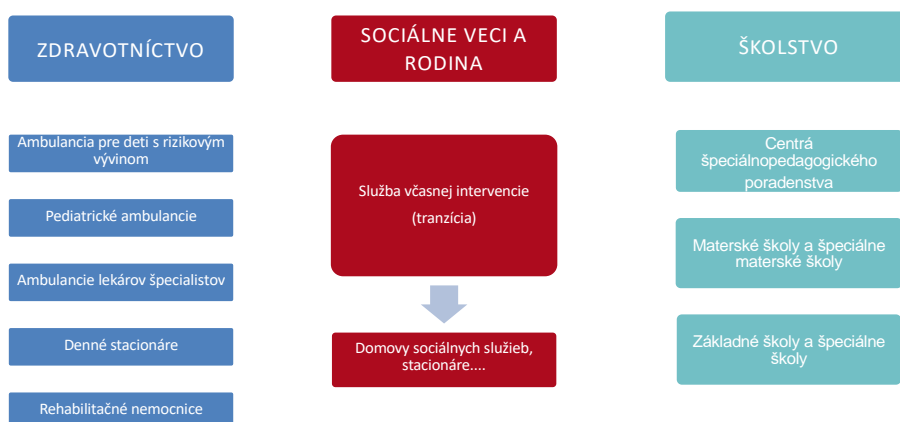 ZDRAVOTNÍCTVO
SOCIÁLNE VECI A
RODINA
ŠKOLSTVO
Ambulancia pre deti s rizikovým
vývinom
Pediatrické ambulancie
Ambulancie lekárov špecialistov
Denné stacionáre
Rehabilitačné nemocnice
Služba včasnej intervencie
(tranzícia)
Domovy sociálnych služieb,
stacionáre....
Centrá
špeciálnopedagogického
poradenstva
Materské školy a špeciálne
materské školy
Základné školy a špeciálne
školy